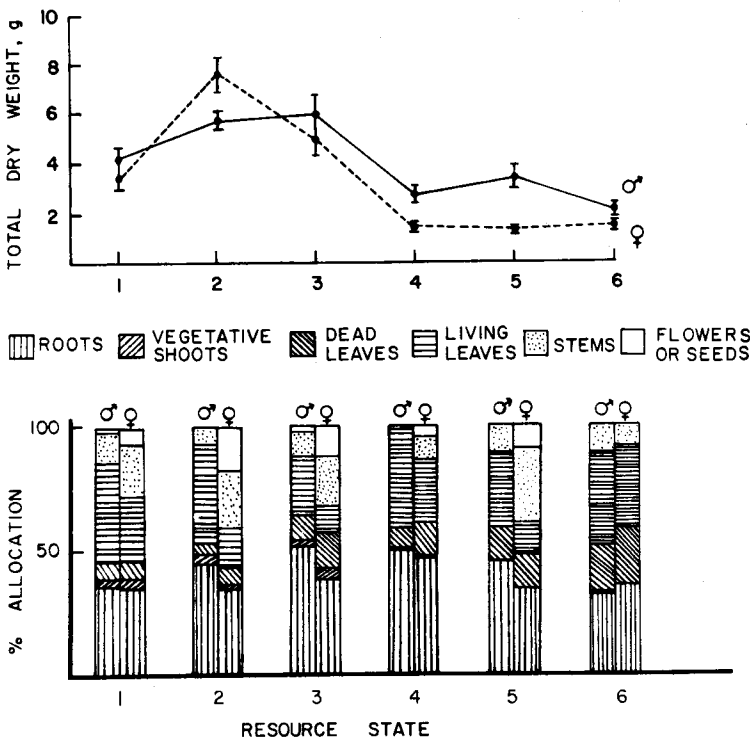 TOTAL DRY WEIGHT, g
10
8
6
4
2
1 2 3 4 5 6
♂
♀
ROOTS VEGETATIVE SHOOTS DEAD LEAVES LIVING LEAVES STEMS FLOWERS OR SEEDS
% ALLOCATION
100
50
♂ ♀ ♂ ♀ ♂ ♀ ♂ ♀ ♂ ♀ ♂ ♀
1 2 3 4 5 6
RESOURCE STATE